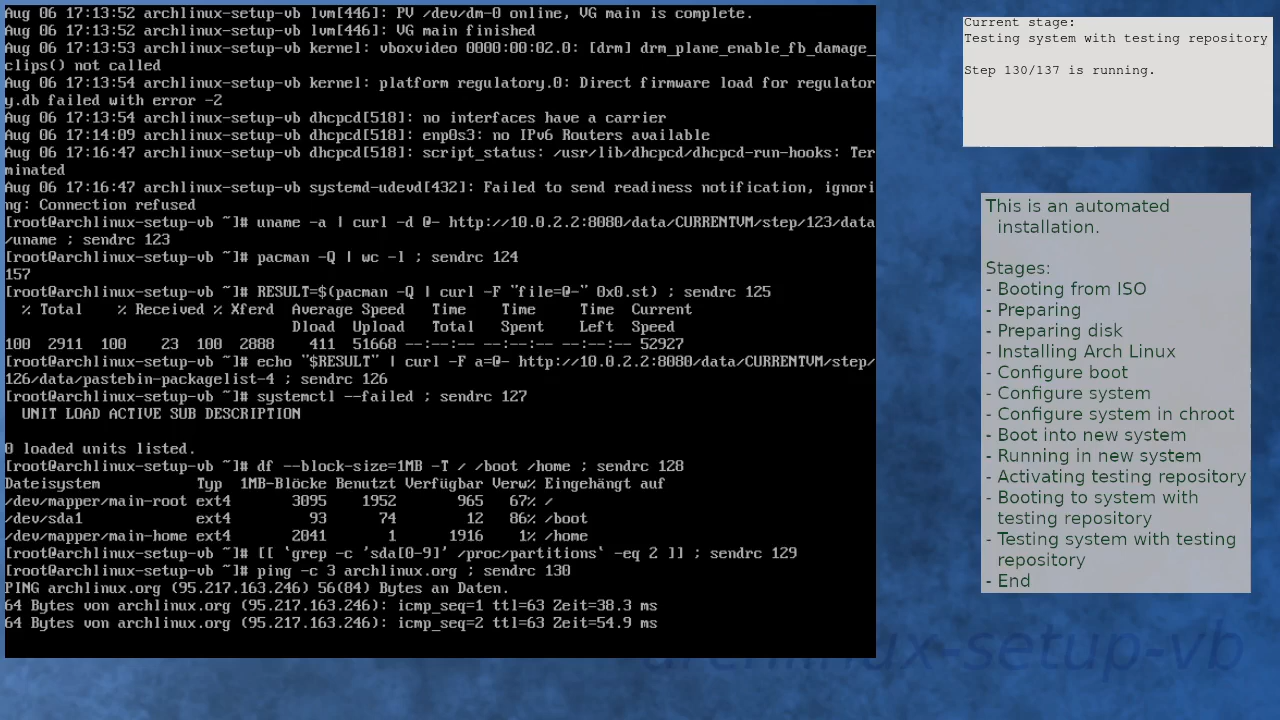 Aug 06 17:13:52 archlinux-setup-vb lvm[446]: PV /dev/dm-0 online, VG main is complete.
Aug 06 17:13:52 archlinux-setup-vb lvm[446]: VG main finished
Aug 06 17:13:53 archlinux-setup-vb kernel: vboxvideo 0000:00:02.0: [drm] drm_plane_enable_fb_damage_
clips() not called
Aug 06 17:13:54 archlinux-setup-vb kernel: platform regulatory.0: Direct firmware load for regulator
y.db failed with error -2
Aug 06 17:13:54 archlinux-setup-vb dhcpcd[518]: no interfaces have a carrier
Aug 06 17:14:09 archlinux-setup-vb dhcpcd[518]: enp0s3: no IPv6 Routers available
Aug 06 17:16:47 archlinux-setup-vb dhcpcd[518]: script_status: /usr/lib/dhcpcd/dhcpcd-run-hooks: Ter
minated
Aug 06 17:16:47 archlinux-setup-vb systemd-udevd[432]: Failed to send readiness notification, ignori
ng: Connection refused
[root@archlinux-setup-vb ~]# uname -a | curl -d @- http://10.0.2.2:8080/data/CURRENTVM/step/123/data
/uname ; sendrc 123
[root@archlinux-setup-vb ~]# pacman -Q | wc -l ; sendrc 124
157
[root@archlinux-setup-vb ~]# RESULT=$(pacman -Q | curl -F "file=@-" 0x0.st) ; sendrc 125
  % Total    % Received % Xferd  Average Speed   Time    Time     Time  Current
                                 Dload  Upload   Total   Spent    Left  Speed
100  2911  100    23  100  2888    411  51668 --:--:-- --:--:-- --:--:-- 52927
[root@archlinux-setup-vb ~]# echo "$RESULT" | curl -F a=@- http://10.0.2.2:8080/data/CURRENTVM/step/
126/data/pastebin-packagelist-4 ; sendrc 126
[root@archlinux-setup-vb ~]# systemctl --failed ; sendrc 127
  UNIT LOAD ACTIVE SUB DESCRIPTION
0 loaded units listed.
[root@archlinux-setup-vb ~]# df --block-size=1MB -T / /boot /home ; sendrc 128
Dateisystem           Typ  1MB-Blöcke Benutzt Verfügbar Verw% Eingehängt auf
/dev/mapper/main-root ext4       3095    1952       965   67% /
/dev/sda1             ext4         93      74        12   86% /boot
/dev/mapper/main-home ext4       2041       1      1916    1% /home
[root@archlinux-setup-vb ~]# [[ `grep -c 'sda[0-9]' /proc/partitions` -eq 2 ]] ; sendrc 129
[root@archlinux-setup-vb ~]# ping -c 3 archlinux.org ; sendrc 130
PING archlinux.org (95.217.163.246) 56(84) Bytes an Daten.
64 Bytes von archlinux.org (95.217.163.246): icmp_seq=1 ttl=63 Zeit=38.3 ms
64 Bytes von archlinux.org (95.217.163.246): icmp_seq=2 ttl=63 Zeit=54.9 ms
Current stage:
Testing system with testing repository
Step 130/137 is running.
This is an automated
installation.
Stages:
- Booting from ISO
- Preparing
- Preparing disk
- Installing Arch Linux
- Configure boot
- Configure system
- Configure system in chroot
- Boot into new system
- Running in new system
- Activating testing repository
- Booting to system with
testing repository
- Testing system with testing
repository
- End
archlinux-setup-vb